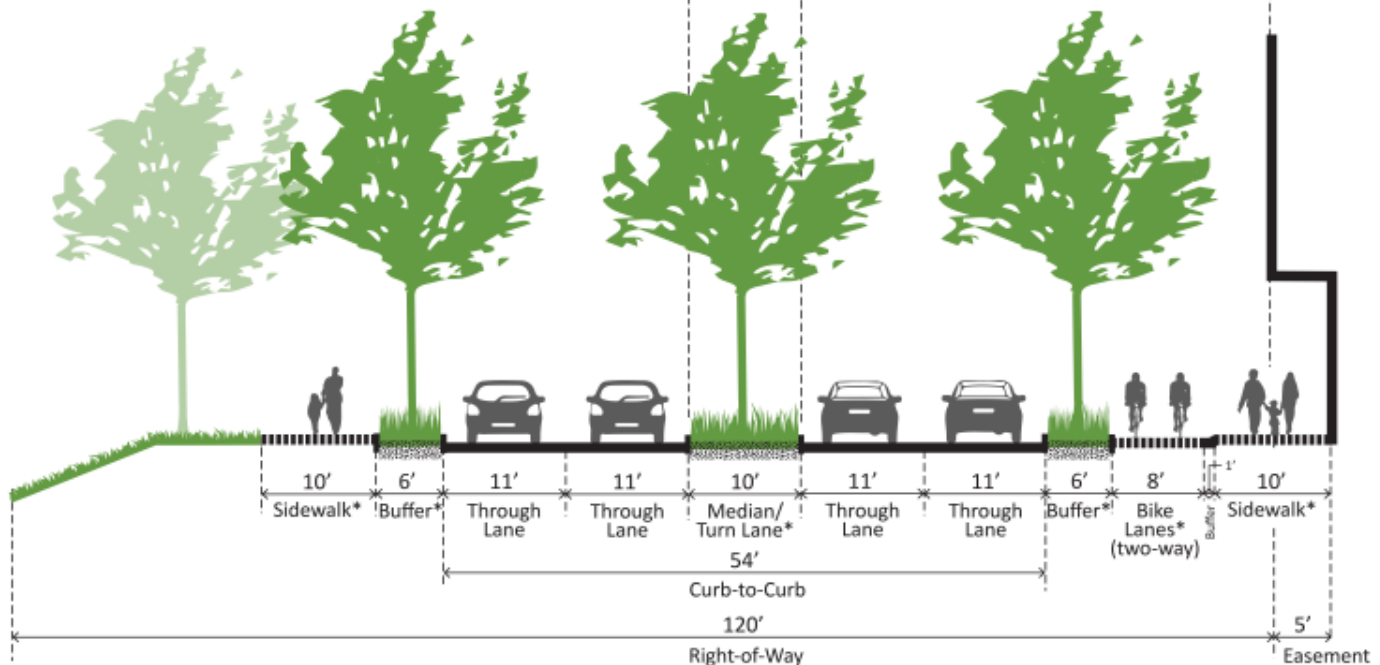 10’ 6’ 11’ 11’ 10’ 11’ 11’ 6’ 8’ 1’ 10’
Sidewalk* Buffer* Through Through Median/ Through Through Buffer* Bike Buffer Sidewalk*
Lane Lane Turn Lane* Lane Lane Lanes*
(two-way)
54’
Curb-to-Curb
120’ 5’
Right-of-Way Easement